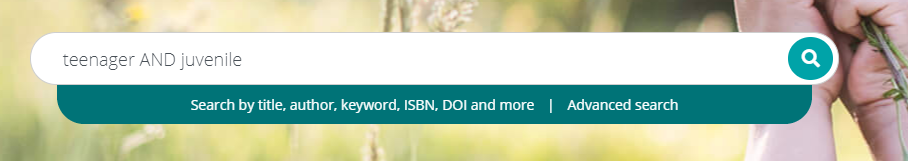 teenager AND juvenile
Search by title, author, keyword, ISBN, DOI and more | Advanced search